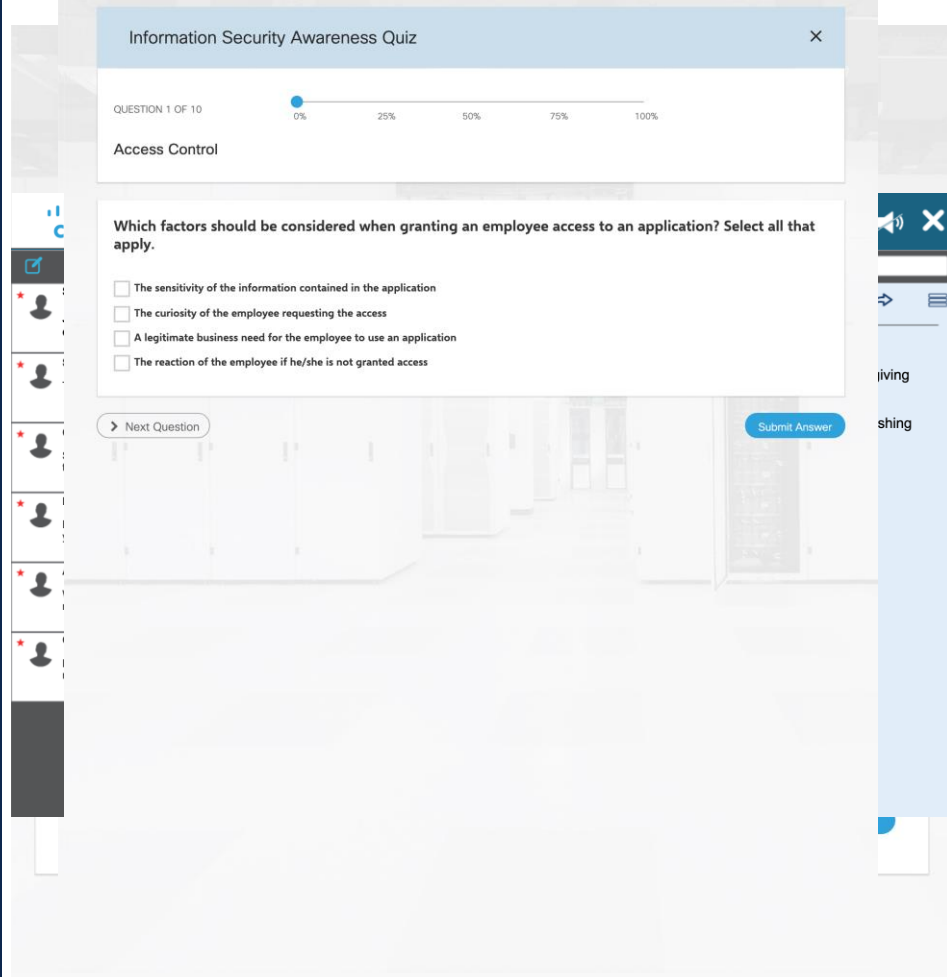 Information Security Awareness Quiz
QUESTION 1 OF 10
0% 25% 50% 75% 100%
Access Control
Which factors should be considered when granting an employee access to an application? Select all that
apply.
The sensitivity of the information contained in the application
The curiosity of the employee requesting the access
A legitimate business need for the employee to use an application
The reaction of the employee if he/she is not granted access
Next Question
Submit Answer